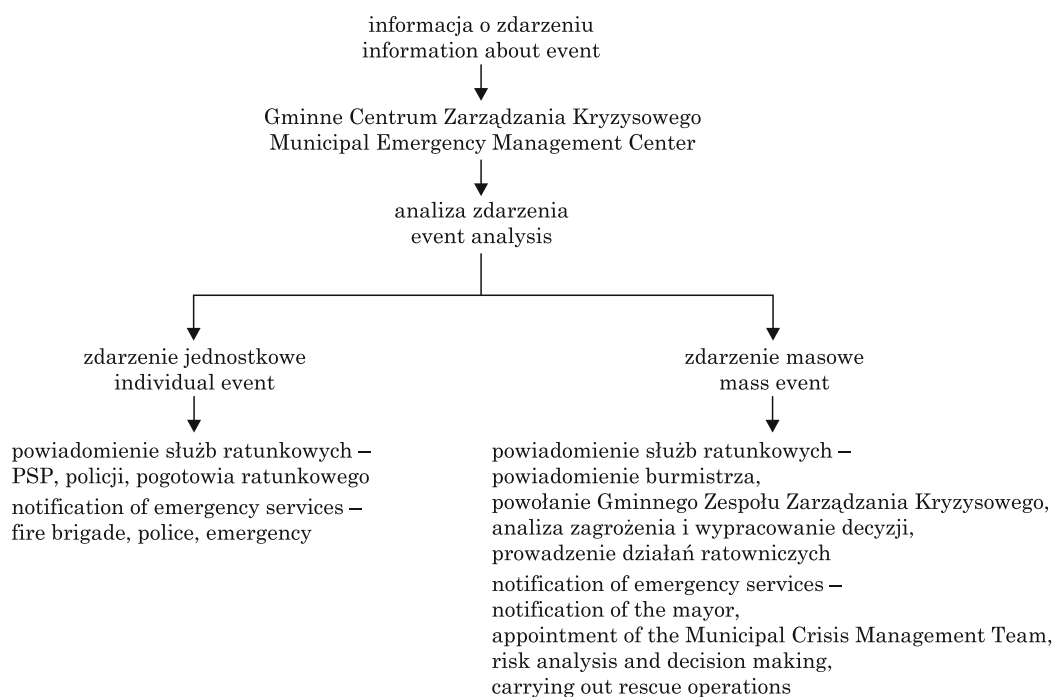 informacja o zdarzeniu
information about event
Gminne Centrum Zarządzania Kryzysowego
Municipal Emergency Management Center
analiza zdarzenia
event analysis
zdarzenie jednostkowe
individual event
powiadomienie służb ratunkowych –
PSP, policji, pogotowia ratunkowego
notification of emergency services –
fire brigade, police, emergency
zdarzenie masowe
mass event
powiadomienie służb ratunkowych –
powiadomienie burmistrza,
powołanie Gminnego Zespołu Zarządzania Kryzysowego,
analiza zagrożenia i wypracowanie decyzji,
prowadzenie działań ratowniczych
notification of emergency services –
notification of the mayor,
appointment of the Municipal Crisis Management Team,
risk analysis and decision making,
carrying out rescue operations